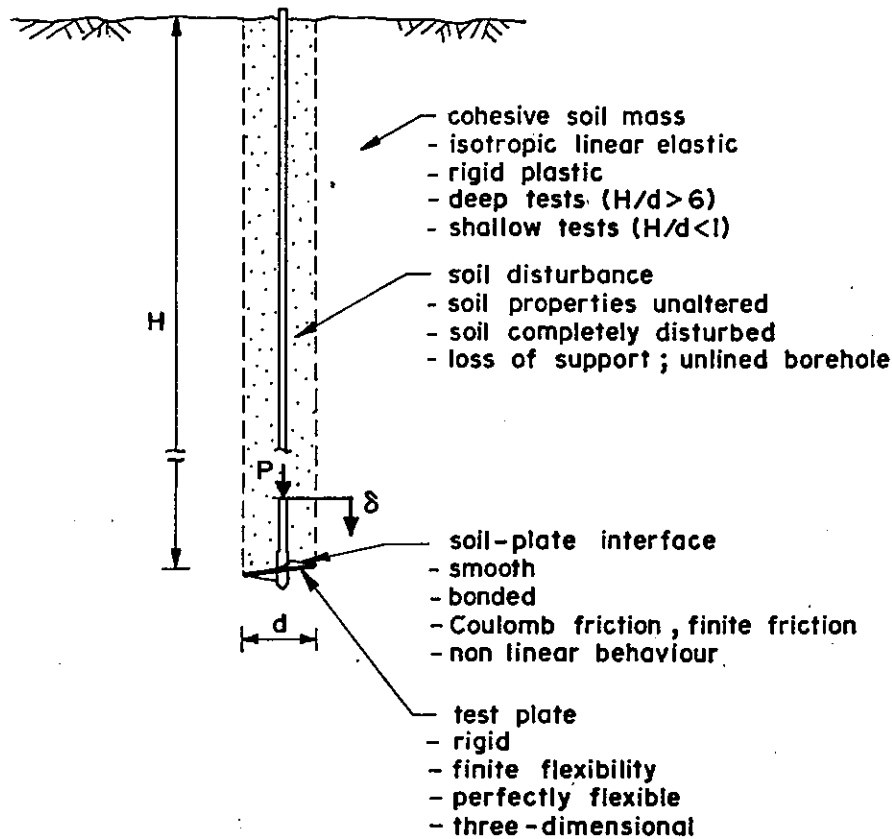 cohesive soil mass
- isotropic linear elastic
- rigid plastic
- deep tests (H/d>6)
- shallow tests (H/d<1)
soil disturbance
- soil properties unaltered
- soil completely disturbed
- loss of support ; unlined borehole
H
P
δ
soil-plate interface
- smooth
- bonded
- Coulomb friction , finite friction
- non linear behaviour
d
test plate
- rigid
- finite flexibility
- perfectly flexible
- three-dimensional